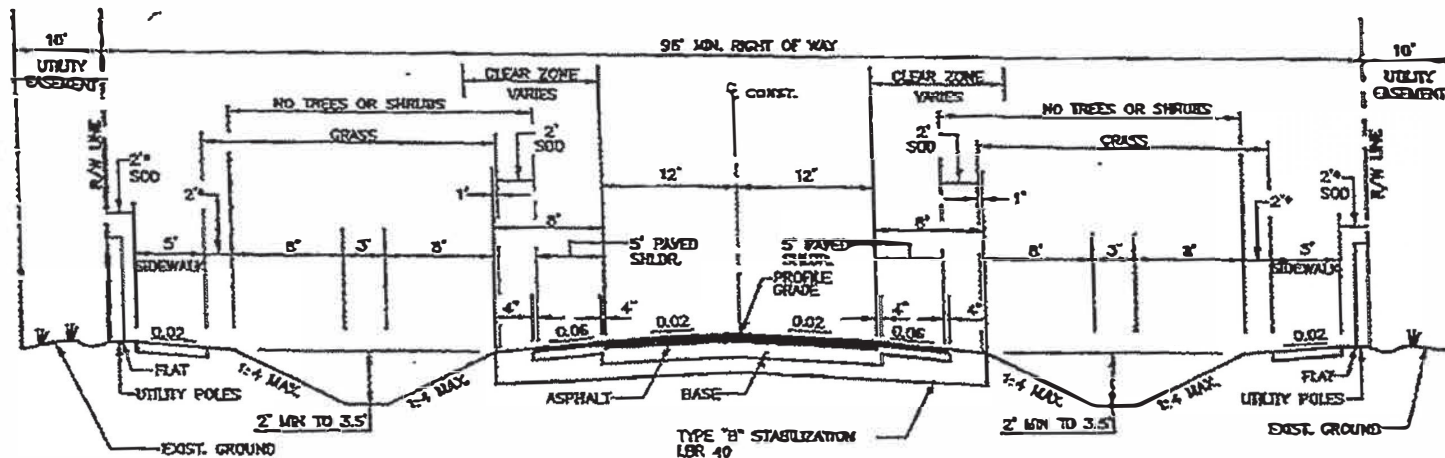 10'
96' MIN. RIGHT OF WAY
10'
UTILITY
EASEMENT
CLEAR ZONE
VARIES
CONST.
CLEAR ZONE
VARIES
UTILITY
EASEMENT
NO TREES OR SHRUBS
NO TREES OR SHRUBS
GRASS
2'
SOD
2'
SOD
GRASS
R/W LINE
2'*
SOD
12'
12'
2'*
SOD
R/W LINE
2'*
1'
1'
2'*
8'
8'
5'
SIDEWALK
8'
3'
8'
5' PAVED
SHLDR.
5' PAVED
SHLDR.
8'
3'
8'
5'
SIDEWALK
PROFILE
GRADE
4"
4"
4"
4"
0.02
0.06
0.02
0.02
0.06
0.02
FLAT
1:4 MAX.
1:4 MAX.
1:4 MAX.
1:4 MAX.
FLAT
UTILITY POLES
ASPHALT
BASE
UTILITY POLES
2' MIN TO 3.5'
2' MIN TO 3.5'
EXIST. GROUND
TYPE "B" STABILIZATION
LBR 40
EXIST. GROUND